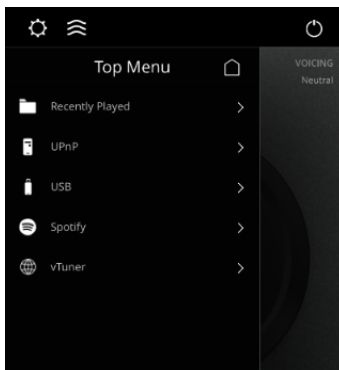 Top Menu
VOICING
Neutral
Recently Played
UPnP
USB
Spotify
vTuner